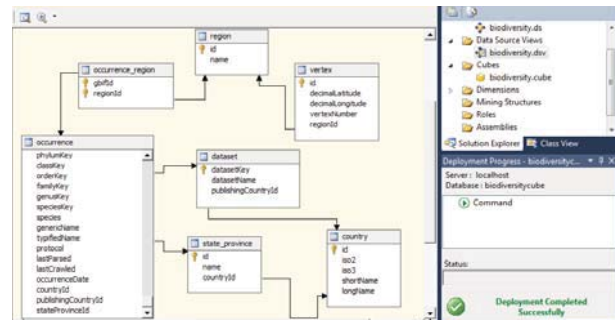 region
id
name
occurrence_region
gbifId
regionId
vertex
id
decimalLatitude
decimalLongitude
vertexNumber
regionId
occurrence
phylumKey
classKey
orderKey
familyKey
genusKey
speciesKey
species
genericName
typifiedName
protocol
lastParsed
lastCrawled
occurrenceDate
countryId
publishingCountryId
stateProvinceId
dataset
datasetKey
datasetName
publishingCountryId
state_province
id
name
countryId
country
id
iso2
iso3
shortName
longName
biodiversity.ds
Data Source Views
biodiversity.dsv
Cubes
biodiversity.cube
Dimensions
Mining Structures
Roles
Assemblies
Solution Explorer
Class View
Deployment Progress - biodiversityc...
Server : localhost
Database : biodiversitycube
Command
Status:
Deployment Completed
Successfully